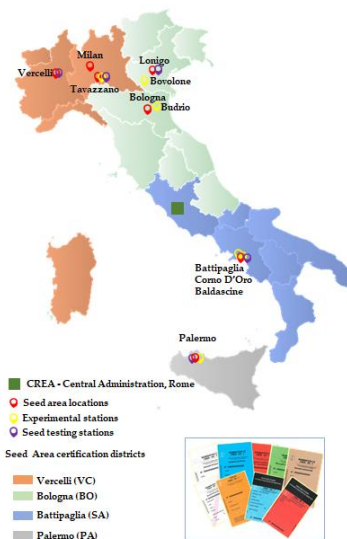 Milan
Vercelli
Tavazzano
Lonigo
Bovolone
Bologna
Budrio
Battipaglia
Corno D'Oro
Baldascine
Palermo
CREA - Central Administration, Rome
Seed area locations
Experimental stations
Seed testing stations
Seed Area certification districts
Vercelli (VC)
Bologna (BO)
Battipaglia (SA)
Palermo (PA)